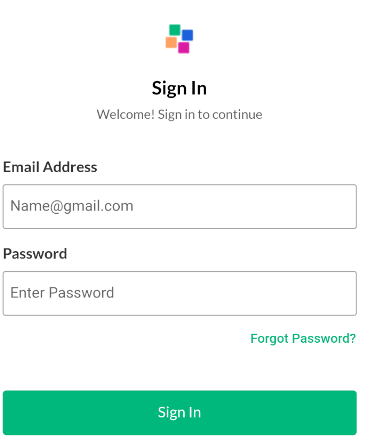 Sign In
Welcome! Sign in to continue
Email Address
Name@gmail.com
Password
Enter Password
Forgot Password?
Sign In